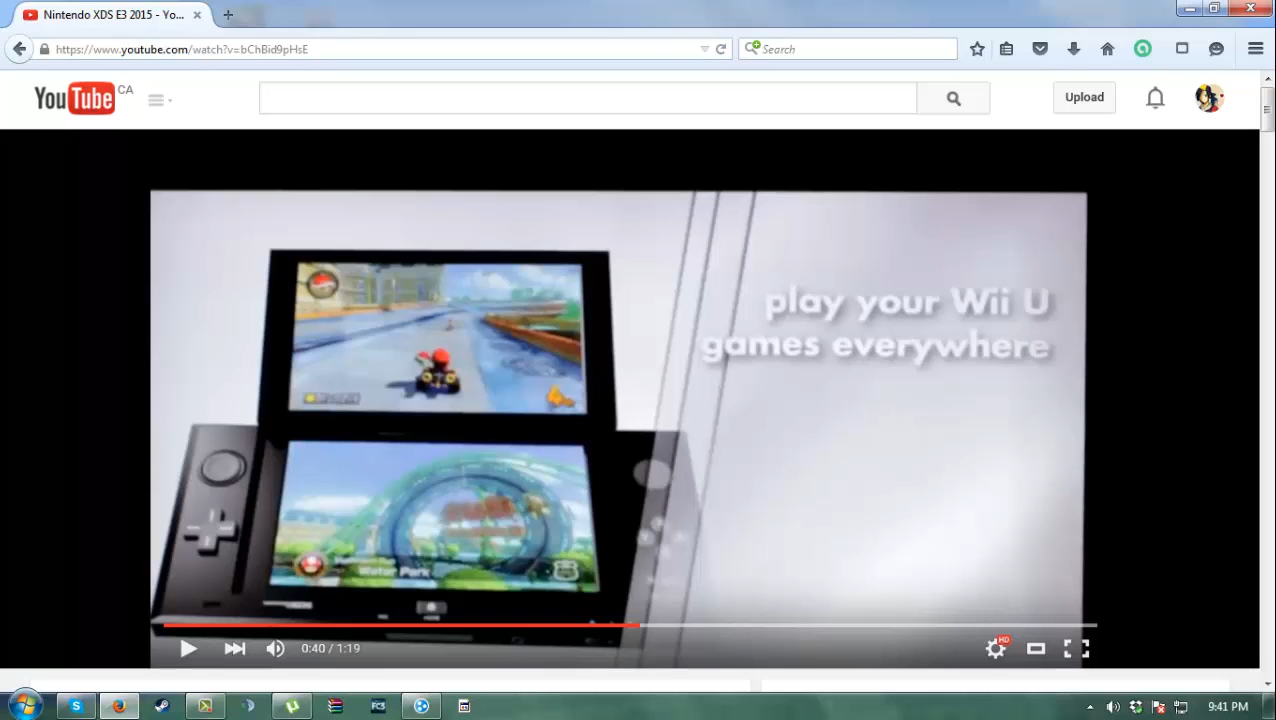 Nintendo XDS E3 2015 - Yo...
https://www.youtube.com/watch?v=bChBid9pHsE
Search
YouTube CA
Upload
play your Wii U
games everywhere
Water Park
HD
0:40 / 1:19
FCS
9:41 PM